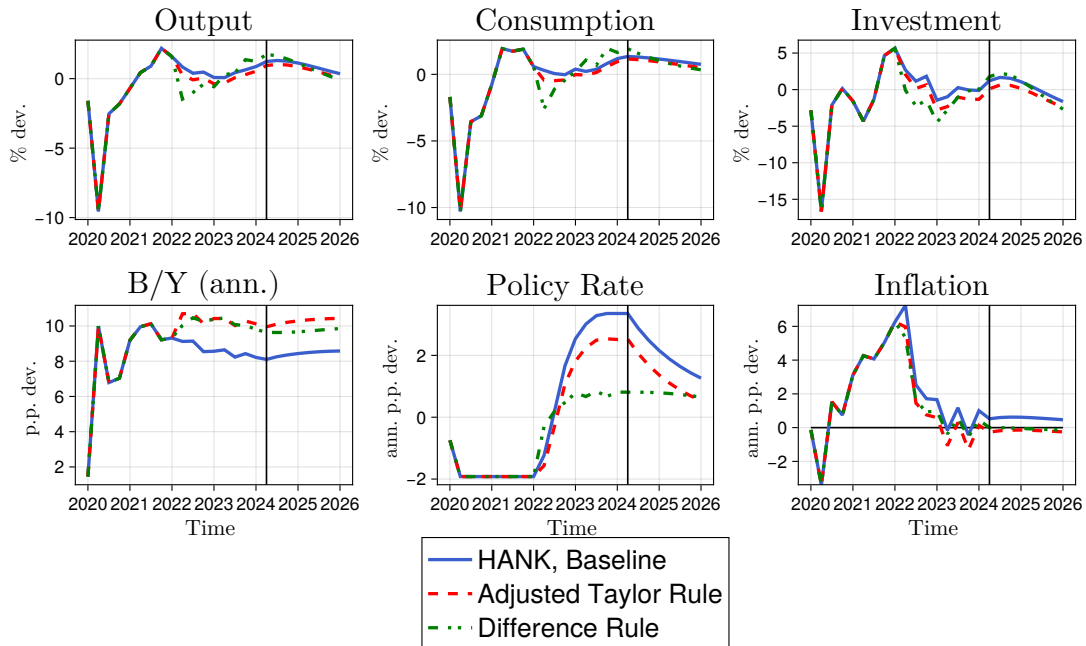 Output
Consumption
Investment
% dev.
0
−5
−10
2020 2021 2022 2023 2024 2025 2026
% dev.
0
−5
−10
2020 2021 2022 2023 2024 2025 2026
% dev.
5
0
−5
−10
−15
2020 2021 2022 2023 2024 2025 2026
B/Y (ann.)
Policy Rate
Inflation
p.p. dev.
10
8
6
4
2
2020 2021 2022 2023 2024 2025 2026
Time
ann. p.p. dev.
2
0
−2
2020 2021 2022 2023 2024 2025 2026
Time
ann. p.p. dev.
6
4
2
0
−2
2020 2021 2022 2023 2024 2025 2026
Time
HANK, Baseline
Adjusted Taylor Rule
Difference Rule